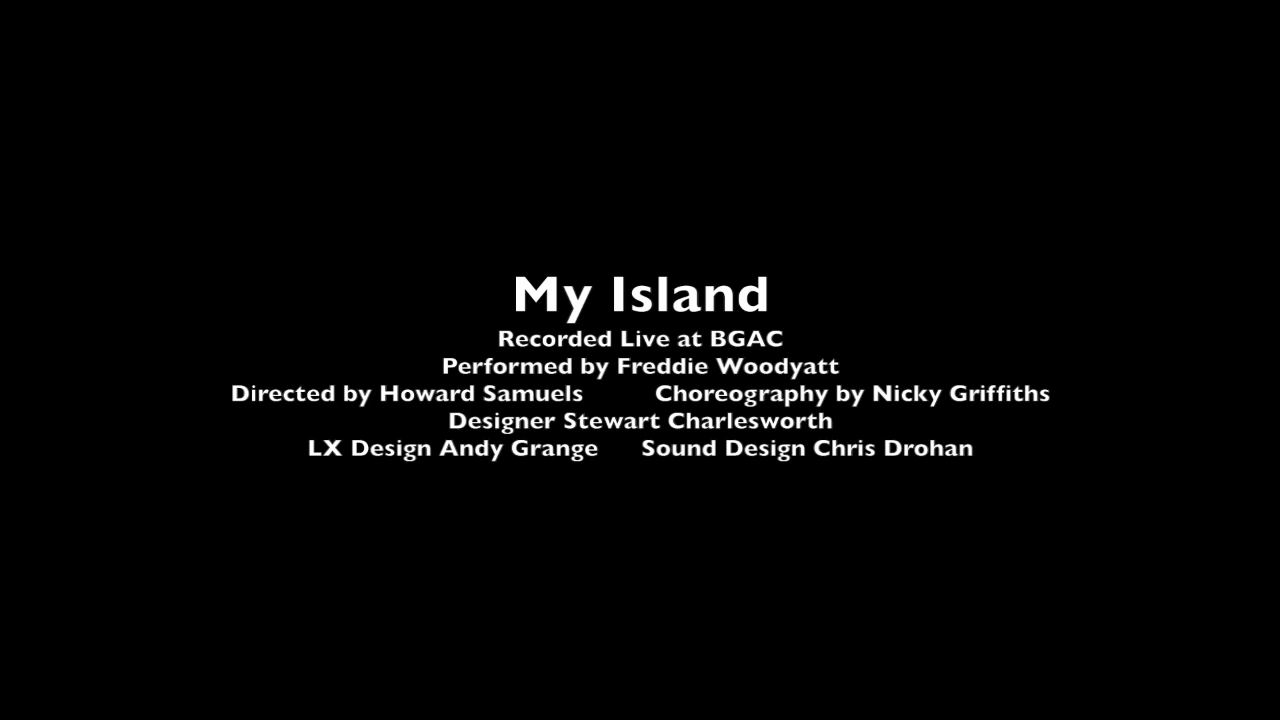 My Island
Recorded Live at BGAC
Performed by Freddie Woodyatt
Directed by Howard Samuels Choreography by Nicky Griffiths
Designer Stewart Charlesworth
LX Design Andy Grange Sound Design Chris Drohan